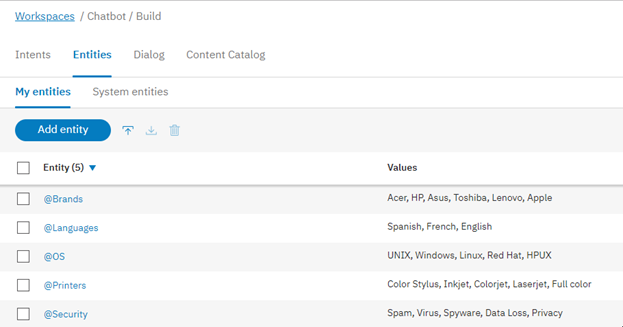 Workspaces / Chatbot / Build
Intents Entities Dialog Content Catalog
My entities System entities
Add entity
Entity (5) Values
@Brands Acer, HP, Asus, Toshiba, Lenovo, Apple
@Languages Spanish, French, English
@OS UNIX, Windows, Linux, Red Hat, HPUX
@Printers Color Stylus, Inkjet, Colorjet, Laserjet, Full color
@Security Spam, Virus, Spyware, Data Loss, Privacy